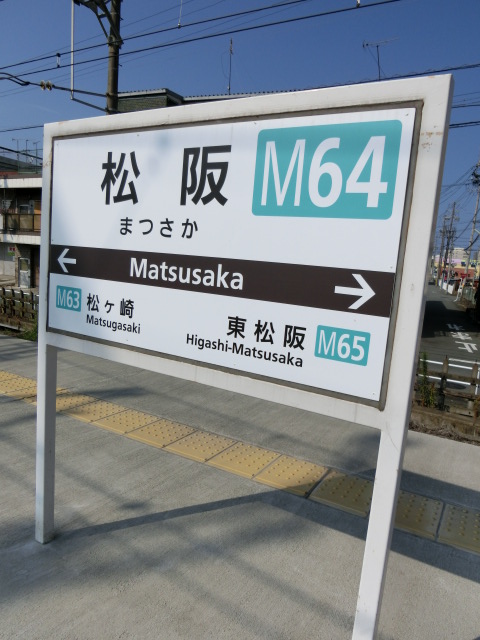 松阪 M64
まつさか
Matsusaka
M63 松ヶ崎
Matsugasaki
東松阪 M65
Higashi-Matsusaka